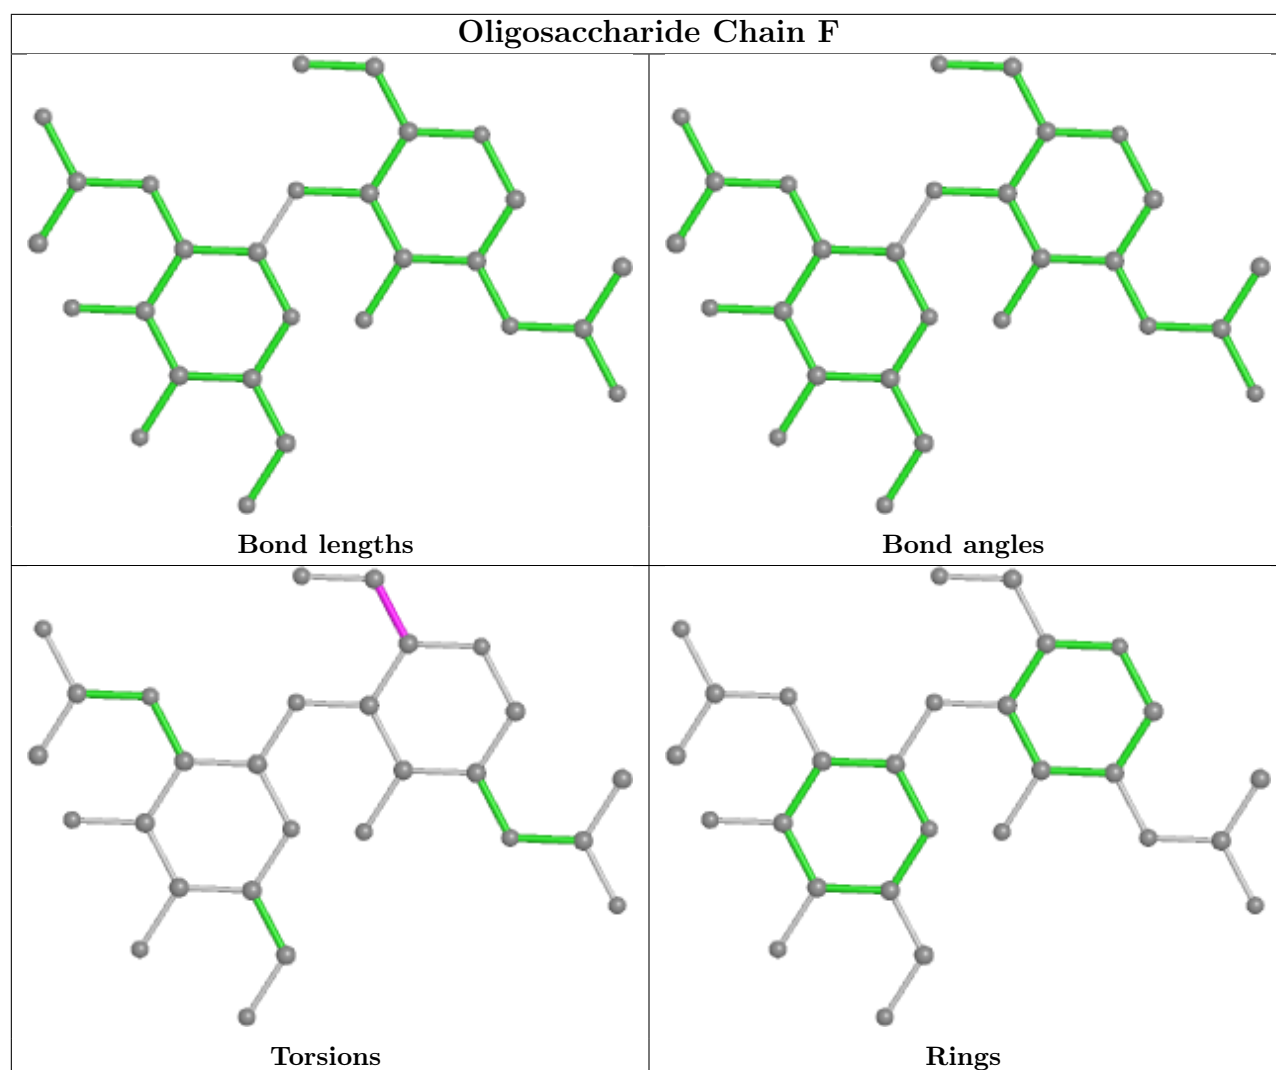 Oligosaccharide Chain F
Bond lengths
Bond angles
Torsions
Rings